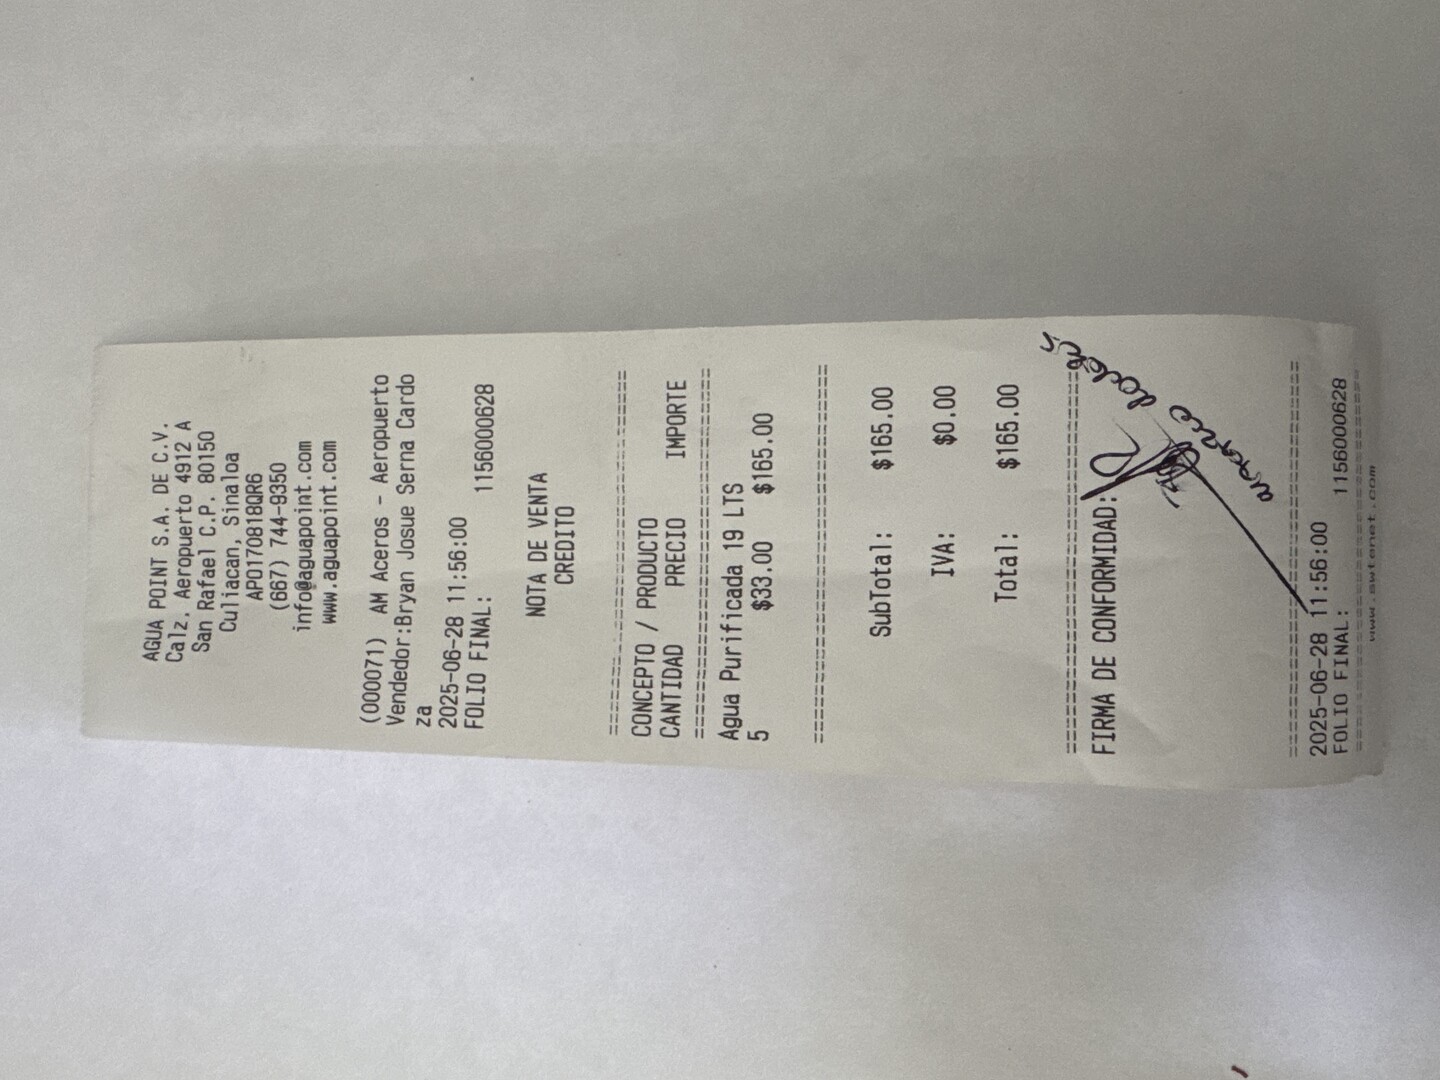 AGUA POINT S.A. DE C.V.
Calz. Aeropuerto 4912 A
San Rafael C.P. 80150
Culiacan, Sinaloa
APO170818QR6
(667) 744-9350
info@aguapoint.com
www.aguapoint.com
(000071) AM Aceros - Aeropuerto
Vendedor:Bryan Josue Serna Cardo
za
2025-06-28 11:56:00
FOLIO FINAL: 1156000628
NOTA DE VENTA
CREDITO
================================
CONCEPTO / PRODUCTO
CANTIDAD PRECIO IMPORTE
================================
Agua Purificada 19 LTS
5 $33.00 $165.00
================================
SubTotal: $165.00
IVA: $0.00
Total: $165.00
================================
FIRMA DE CONFORMIDAD:
================================
2025-06-28 11:56:00
FOLIO FINAL: 1156000628
================================